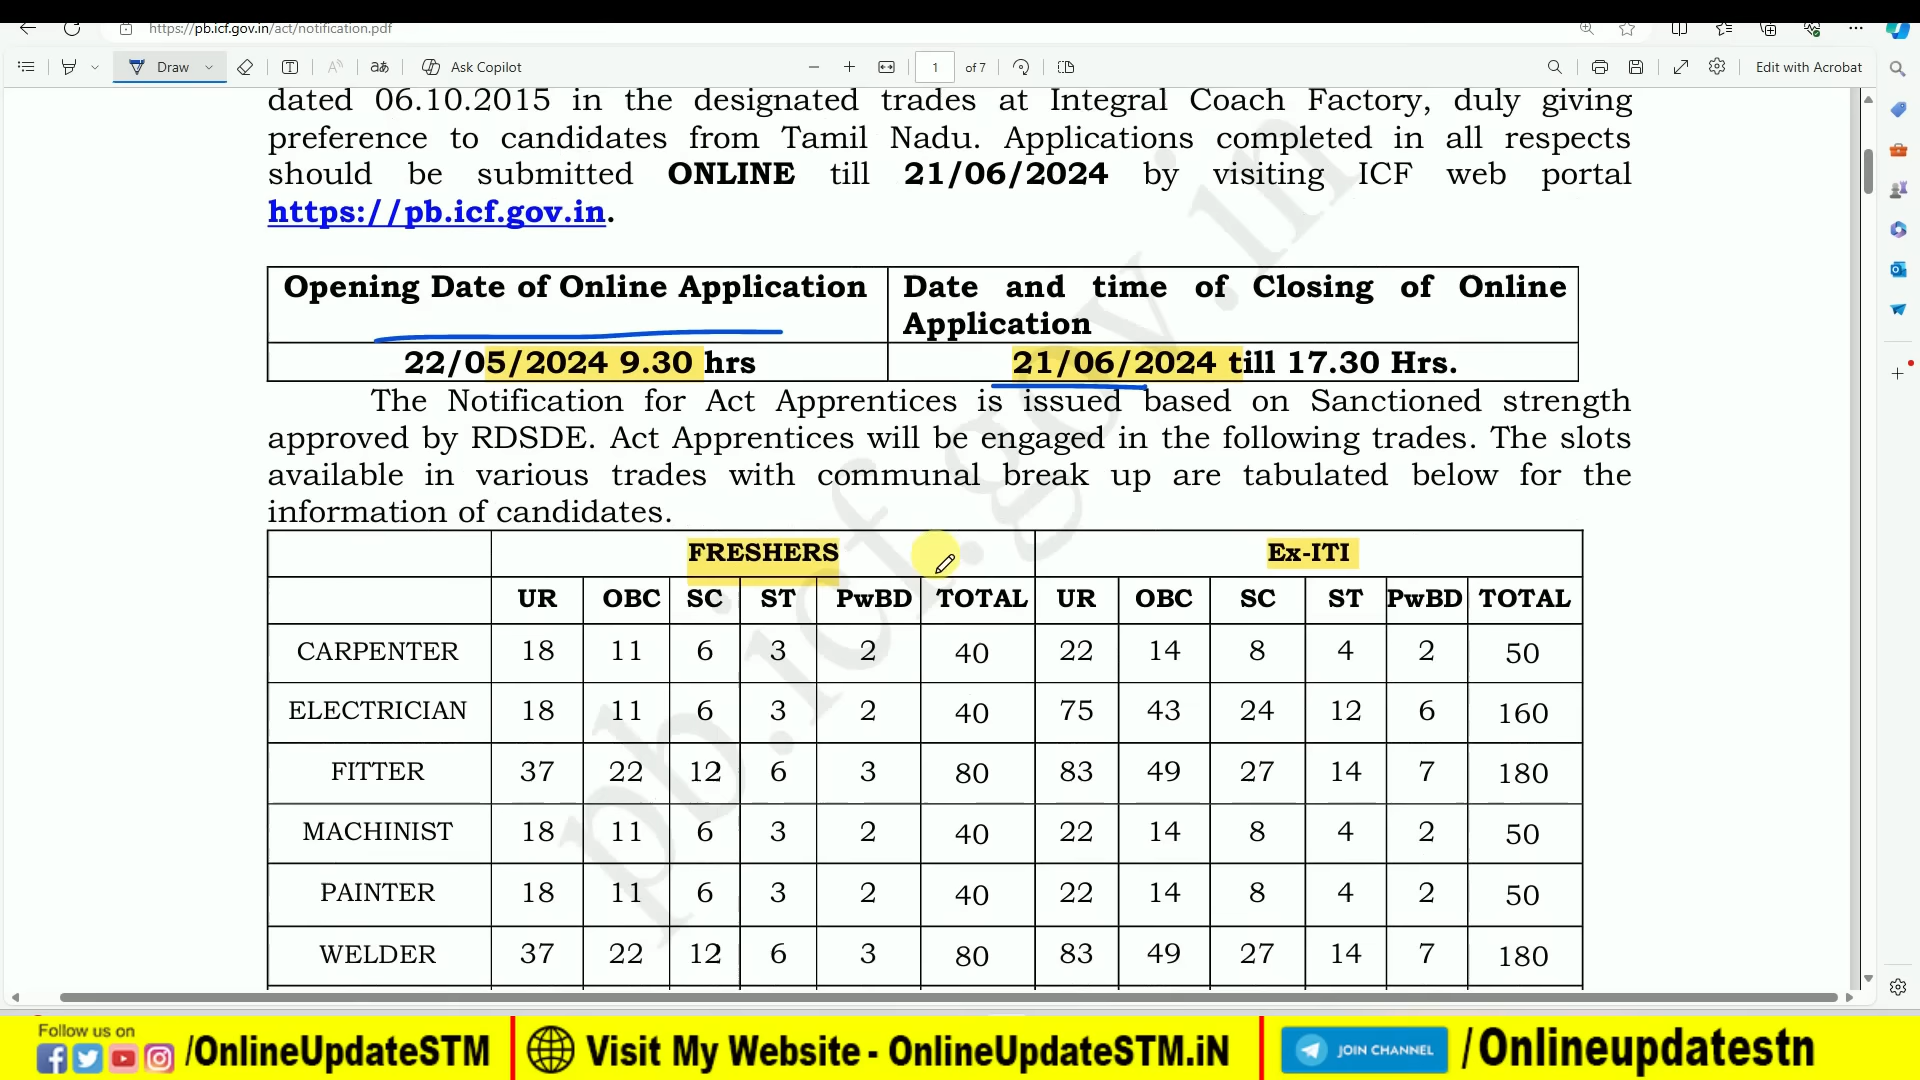 https://pb.icf.gov.in/act/notification.pdf
Draw
Ask Copilot
1 of 7
Edit with Acrobat
dated 06.10.2015 in the designated trades at Integral Coach Factory, duly giving
preference to candidates from Tamil Nadu. Applications completed in all respects
should be submitted ONLINE till 21/06/2024 by visiting ICF web portal
https://pb.icf.gov.in.
Opening Date of Online Application Date and time of Closing of Online
Application
22/05/2024 9.30 hrs 21/06/2024 till 17.30 Hrs.
The Notification for Act Apprentices is issued based on Sanctioned strength
approved by RDSDE. Act Apprentices will be engaged in the following trades. The slots
available in various trades with communal break up are tabulated below for the
information of candidates.
FRESHERS Ex-ITI
UR OBC SC ST PwBD TOTAL UR OBC SC ST PwBD TOTAL
CARPENTER 18 11 6 3 2 40 22 14 8 4 2 50
ELECTRICIAN 18 11 6 3 2 40 75 43 24 12 6 160
FITTER 37 22 12 6 3 80 83 49 27 14 7 180
MACHINIST 18 11 6 3 2 40 22 14 8 4 2 50
PAINTER 18 11 6 3 2 40 22 14 8 4 2 50
WELDER 37 22 12 6 3 80 83 49 27 14 7 180
pb.icf.gov.in
Follow us on
/OnlineUpdateSTM
Visit My Website - OnlineUpdateSTM.iN
JOIN CHANNEL
/Onlineupdatestn